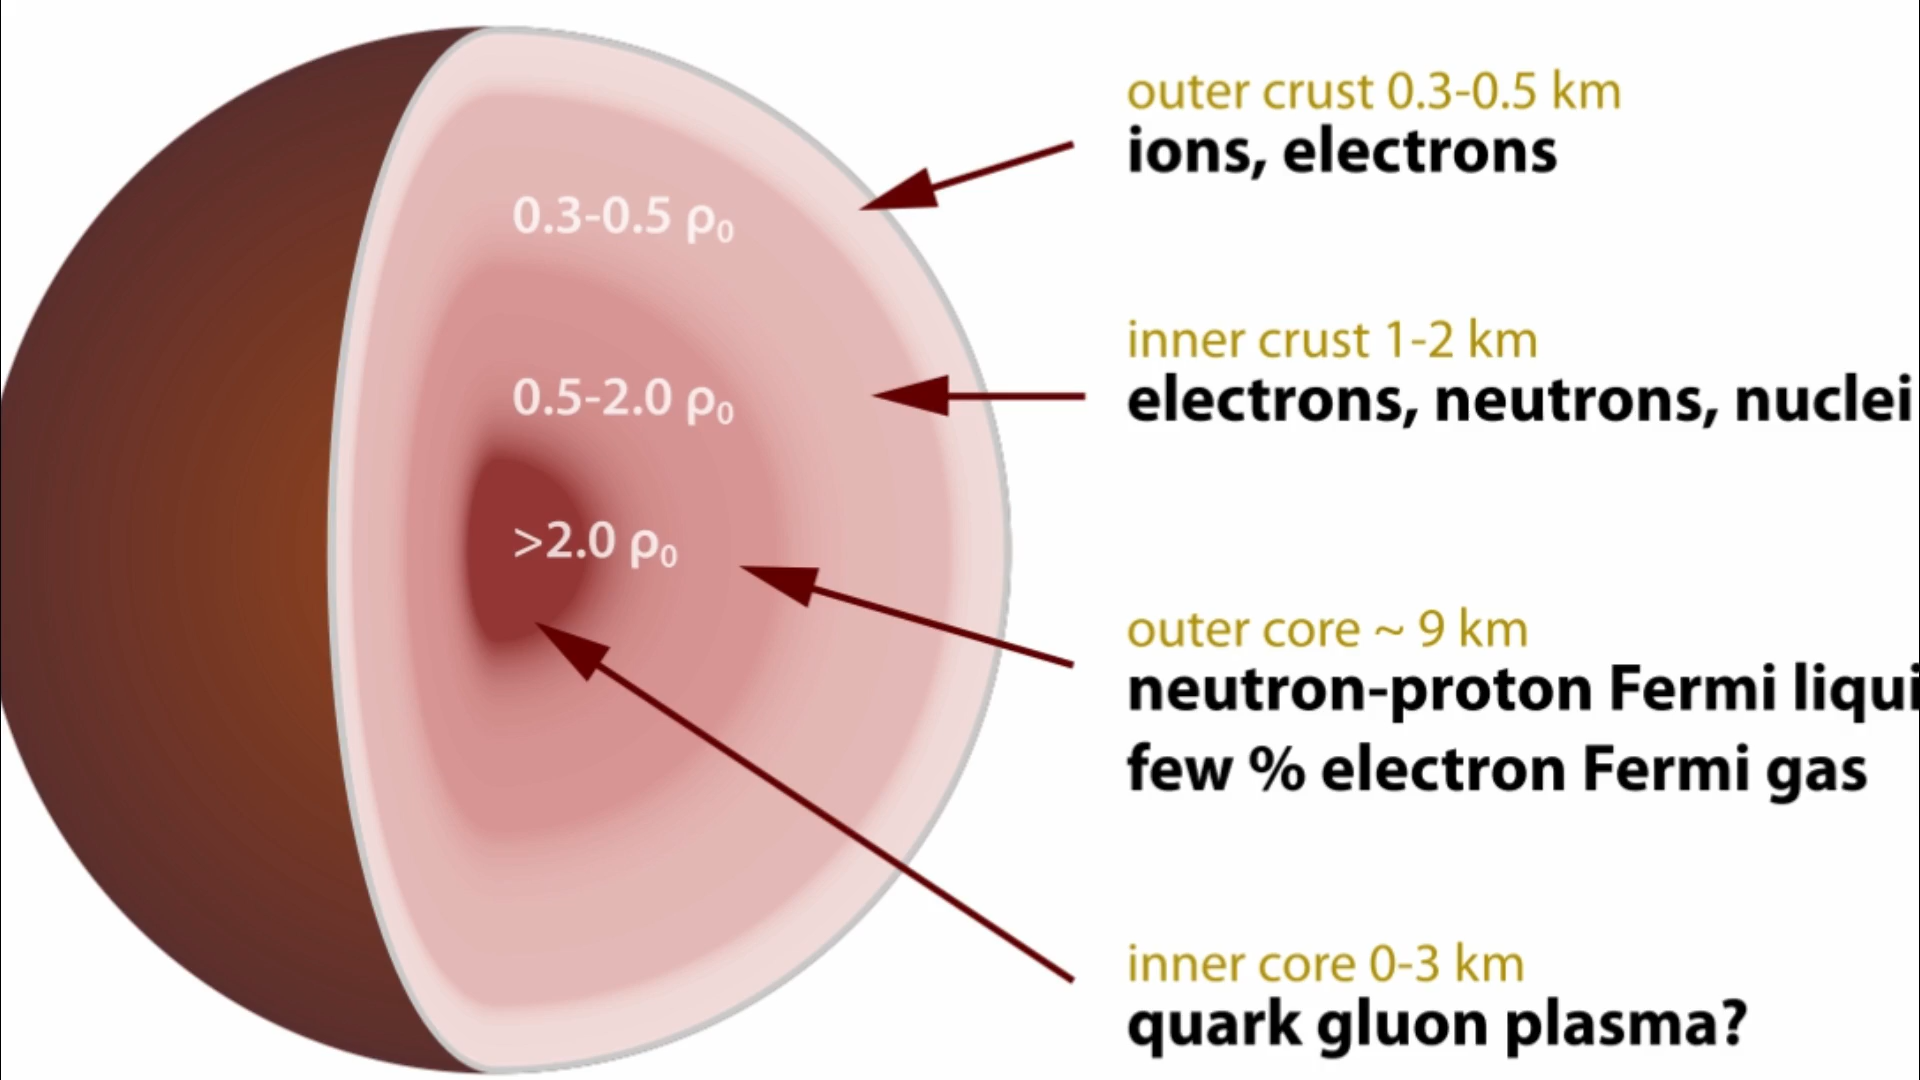 outer crust 0.3-0.5 km
ions, electrons
0.3-0.5 ρ₀
inner crust 1-2 km
electrons, neutrons, nuclei
0.5-2.0 ρ₀
>2.0 ρ₀
outer core ~ 9 km
neutron-proton Fermi liqui
few % electron Fermi gas
inner core 0-3 km
quark gluon plasma?